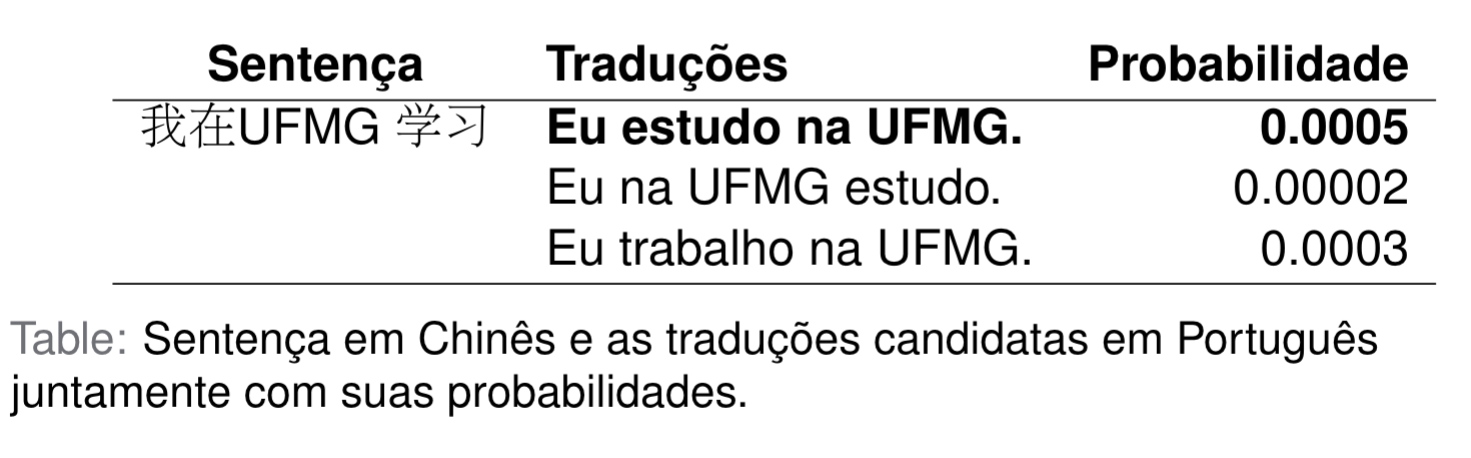 Sentença Traduções Probabilidade
我在UFMG 学习 Eu estudo na UFMG. 0.0005
Eu na UFMG estudo. 0.00002
Eu trabalho na UFMG. 0.0003
Table: Sentença em Chinês e as traduções candidatas em Português
juntamente com suas probabilidades.